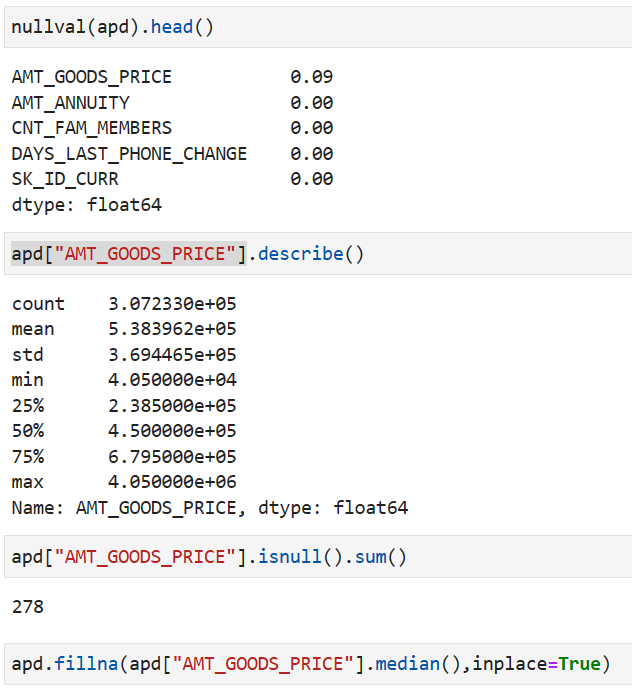 nullval(apd).head()
AMT_GOODS_PRICE 0.09
AMT_ANNUITY 0.00
CNT_FAM_MEMBERS 0.00
DAYS_LAST_PHONE_CHANGE 0.00
SK_ID_CURR 0.00
dtype: float64
apd["AMT_GOODS_PRICE"].describe()
count 3.072330e+05
mean 5.383962e+05
std 3.694465e+05
min 4.050000e+04
25% 2.385000e+05
50% 4.500000e+05
75% 6.795000e+05
max 4.050000e+06
Name: AMT_GOODS_PRICE, dtype: float64
apd["AMT_GOODS_PRICE"].isnull().sum()
278
apd.fillna(apd["AMT_GOODS_PRICE"].median(),inplace=True)